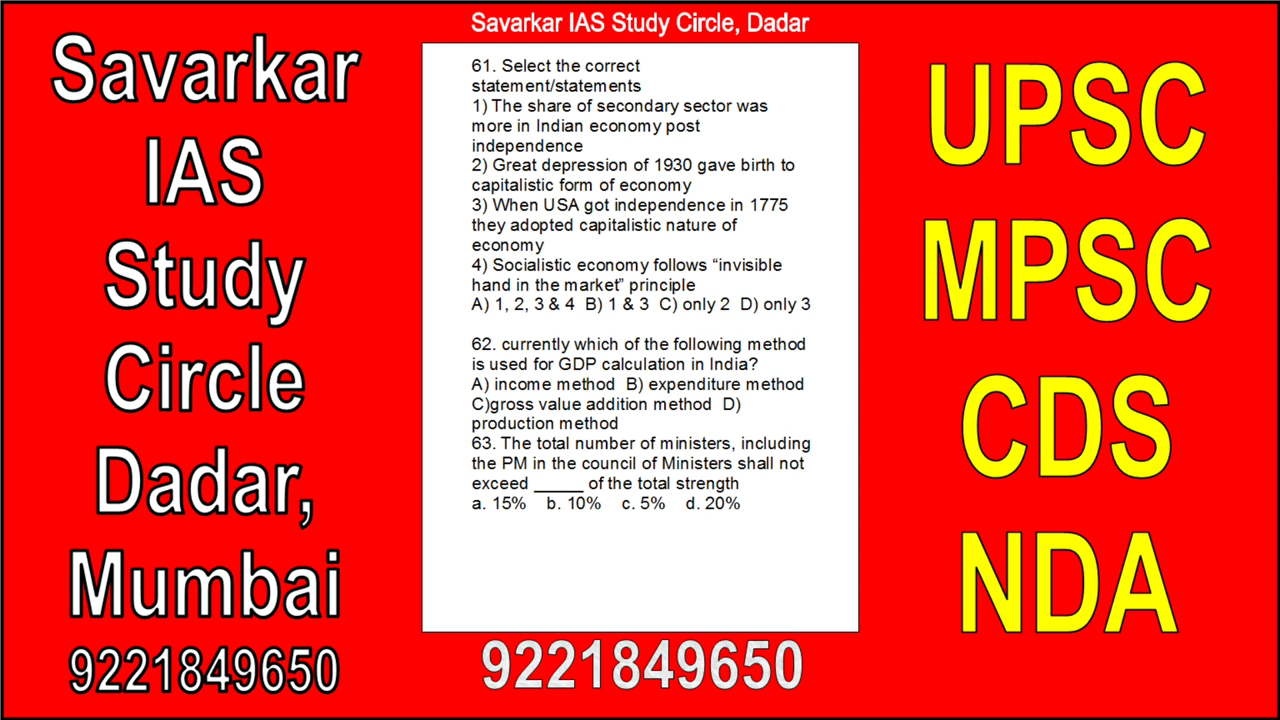 Savarkar IAS Study Circle, Dadar
Savarkar
IAS
Study
Circle
Dadar,
Mumbai
9221849650
61. Select the correct
statement/statements
1) The share of secondary sector was
more in Indian economy post
independence
2) Great depression of 1930 gave birth to
capitalistic form of economy
3) When USA got independence in 1775
they adopted capitalistic nature of
economy
4) Socialistic economy follows “invisible
hand in the market” principle
A) 1, 2, 3 & 4 B) 1 & 3 C) only 2 D) only 3
62. currently which of the following method
is used for GDP calculation in India?
A) income method B) expenditure method
C)gross value addition method D)
production method
63. The total number of ministers, including
the PM in the council of Ministers shall not
exceed _____ of the total strength
a. 15% b. 10% c. 5% d. 20%
9221849650
UPSC
MPSC
CDS
NDA